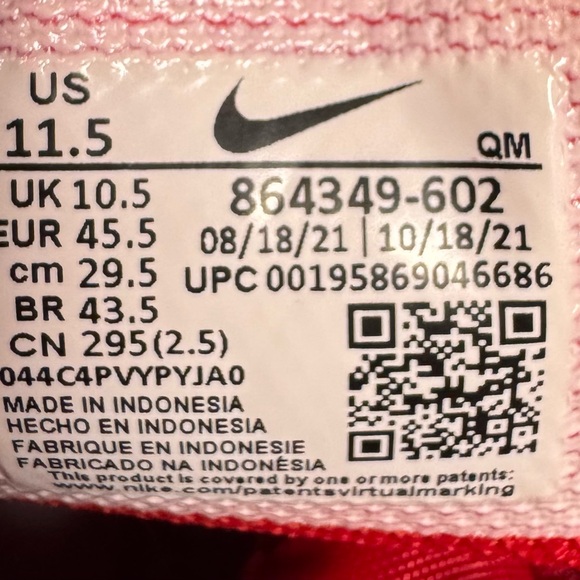 US
11.5
QM
UK 10.5
864349-602
EUR 45.5
08/18/21 | 10/18/21
cm 29.5
UPC 00195869046686
BR 43.5
CN 295(2.5)
044C4PVYPYJA0
MADE IN INDONESIA
HECHO EN INDONESIA
FABRIQUE EN INDONESIE
FABRICADO NA INDONÉSIA
This product is covered by one or more patents:
www.nike.com/patentsvirtualmarking